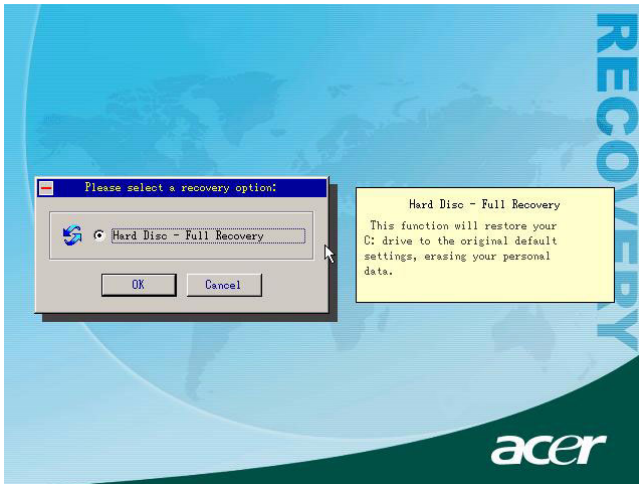 RECOVERY
Please select a recovery option:
Hard Disc - Full Recovery
OK
Cancel
Hard Disc - Full Recovery
This function will restore your
C: drive to the original default
settings, erasing your personal
data.
acer